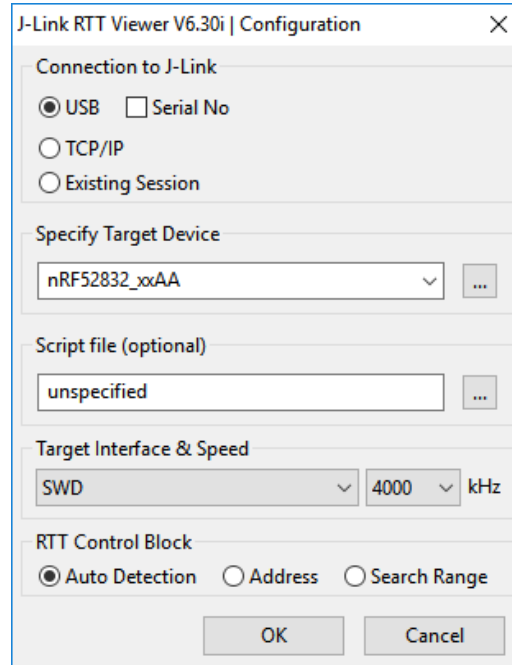 J-Link RTT Viewer V6.30i | Configuration
Connection to J-Link
USB Serial No
TCP/IP
Existing Session
Specify Target Device
nRF52832_xxAA ...
Script file (optional)
unspecified ...
Target Interface & Speed
SWD 4000 kHz
RTT Control Block
Auto Detection Address Search Range
OK Cancel